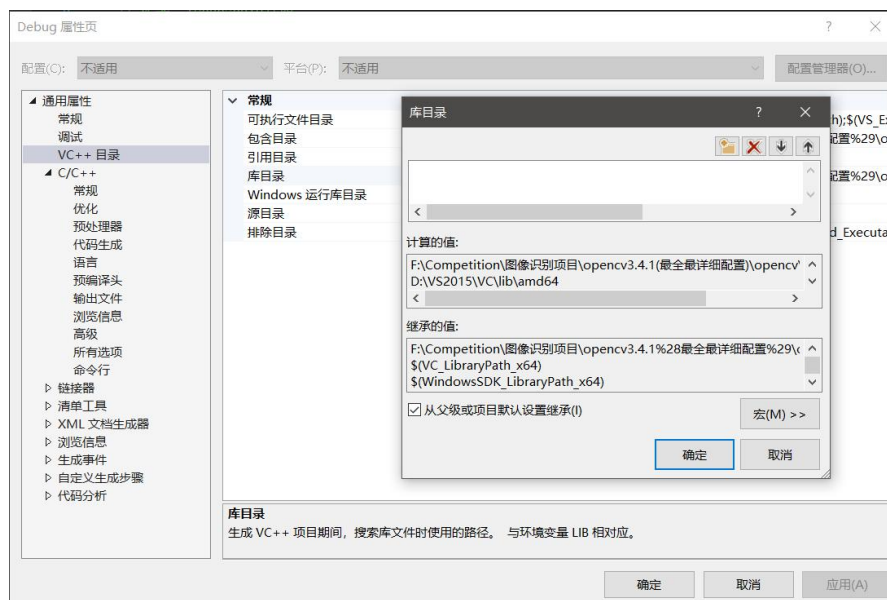 Debug 属性页
配置(C): 不适用 平台(P): 不适用 配置管理器(O)...
通用属性
常规
调试
VC++ 目录
C/C++
常规
优化
预处理器
代码生成
语言
预编译头
输出文件
浏览信息
高级
所有选项
命令行
链接器
清单工具
XML 文档生成器
浏览信息
生成事件
自定义生成步骤
代码分析
常规
可执行文件目录 h);$(VS_Ex
包含目录 配置%29\o
引用目录
库目录 配置%29\o
Windows 运行库目录
源目录
排除目录 d_Executa
库目录
计算的值:
F:\Competition\图像识别项目\opencv3.4.1(最全最详细配置)\opencv\
D:\VS2015\VC\lib\amd64
继承的值:
F:\Competition\图像识别项目\opencv3.4.1%28最全最详细配置%29\o
$(VC_LibraryPath_x64)
$(WindowsSDK_LibraryPath_x64)
从父级或项目默认设置继承(I)
宏(M) >>
确定 取消
库目录
生成 VC++ 项目期间，搜索库文件时使用的路径。 与环境变量 LIB 相对应。
确定 取消 应用(A)